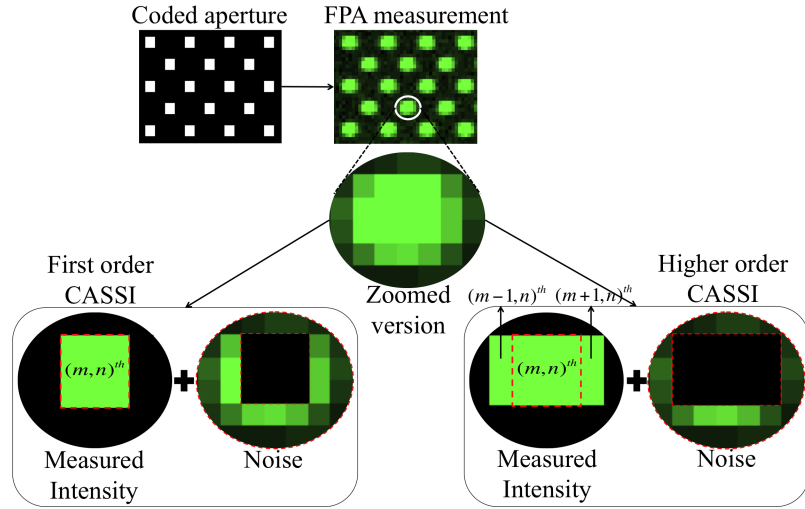 Coded aperture
FPA measurement
Zoomed
version
First order
CASSI
(m,n)^{th}
Measured
Intensity
Noise
Higher order
CASSI
(m−1,n)^{th}
(m+1,n)^{th}
(m,n)^{th}
Measured
Intensity
Noise